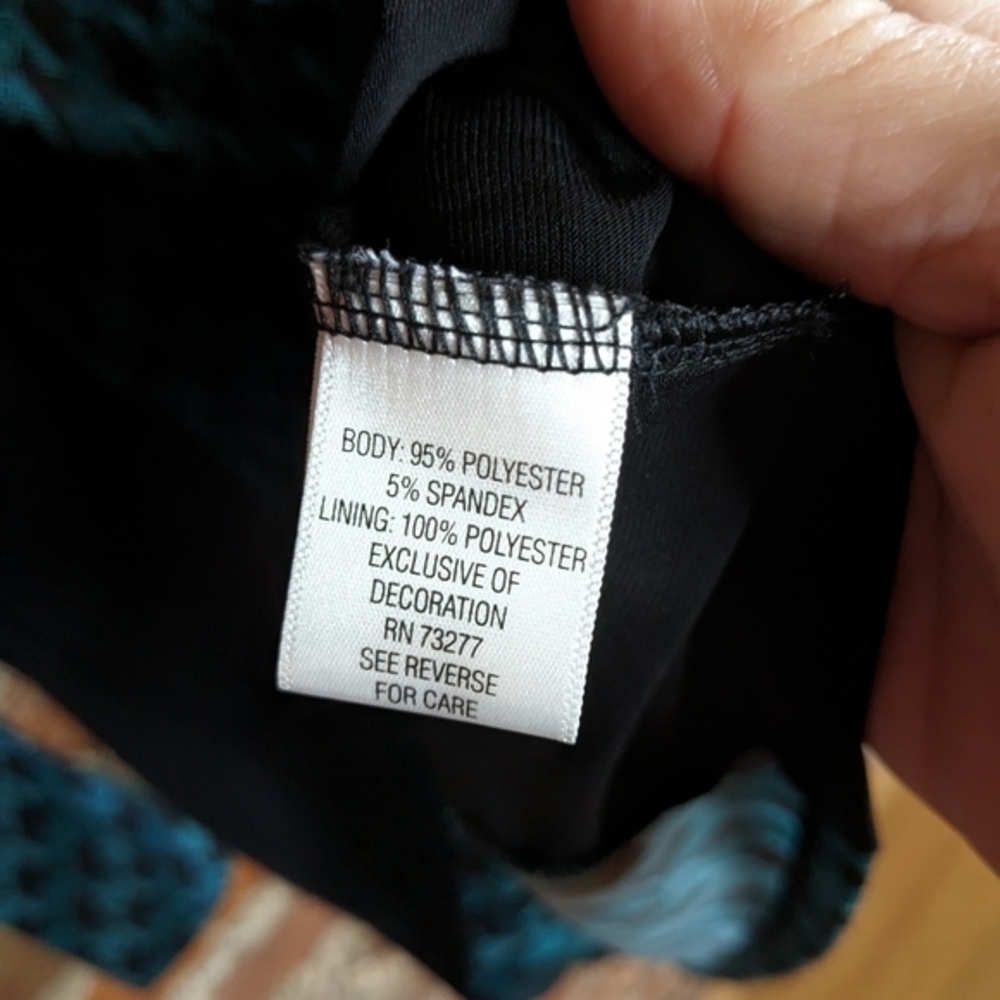 BODY: 95% POLYESTER
5% SPANDEX
LINING: 100% POLYESTER
EXCLUSIVE OF
DECORATION
RN 73277
SEE REVERSE
FOR CARE